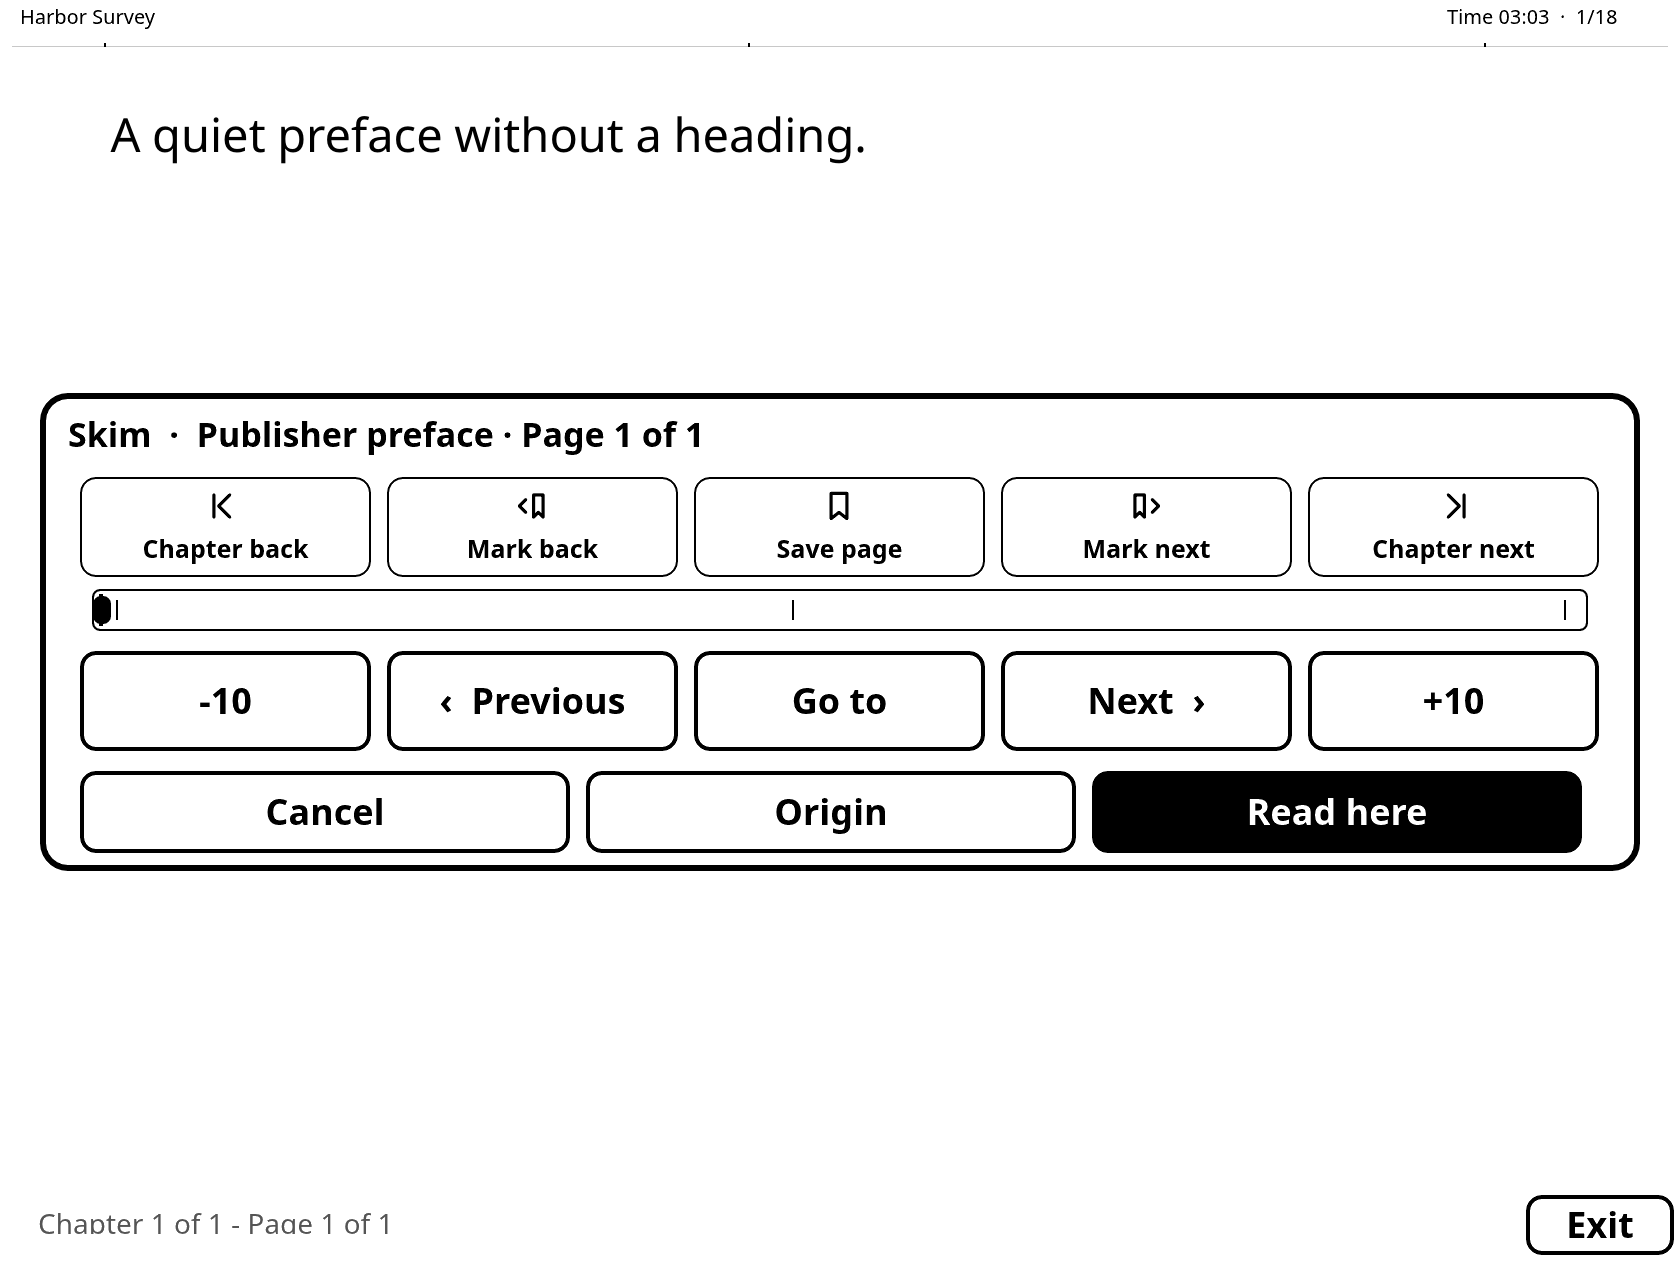 Harbor Survey
Time 03:03 · 1/18
A quiet preface without a heading.
Skim · Publisher preface · Page 1 of 1
Chapter back
Mark back
Save page
Mark next
Chapter next
-10
‹ Previous
Go to
Next ›
+10
Cancel
Origin
Read here
Chapter 1 of 1 - Page 1 of 1
Exit